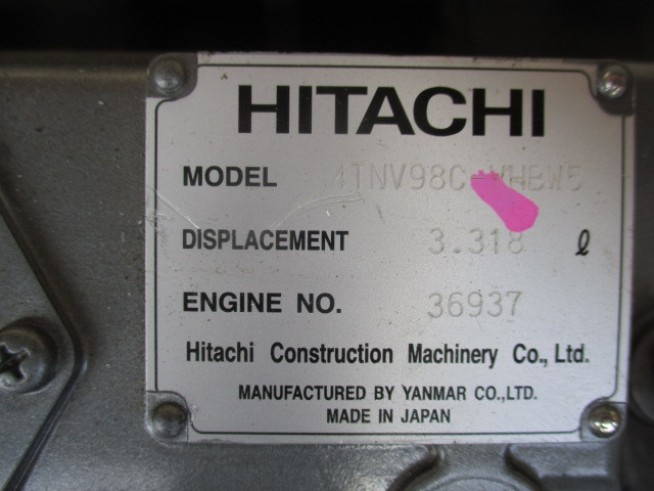 HITACHI
MODEL 4TNV98C-WHBW5
DISPLACEMENT 3.318 ℓ
ENGINE NO. 36937
Hitachi Construction Machinery Co., Ltd.
MANUFACTURED BY YANMAR CO.,LTD.
MADE IN JAPAN